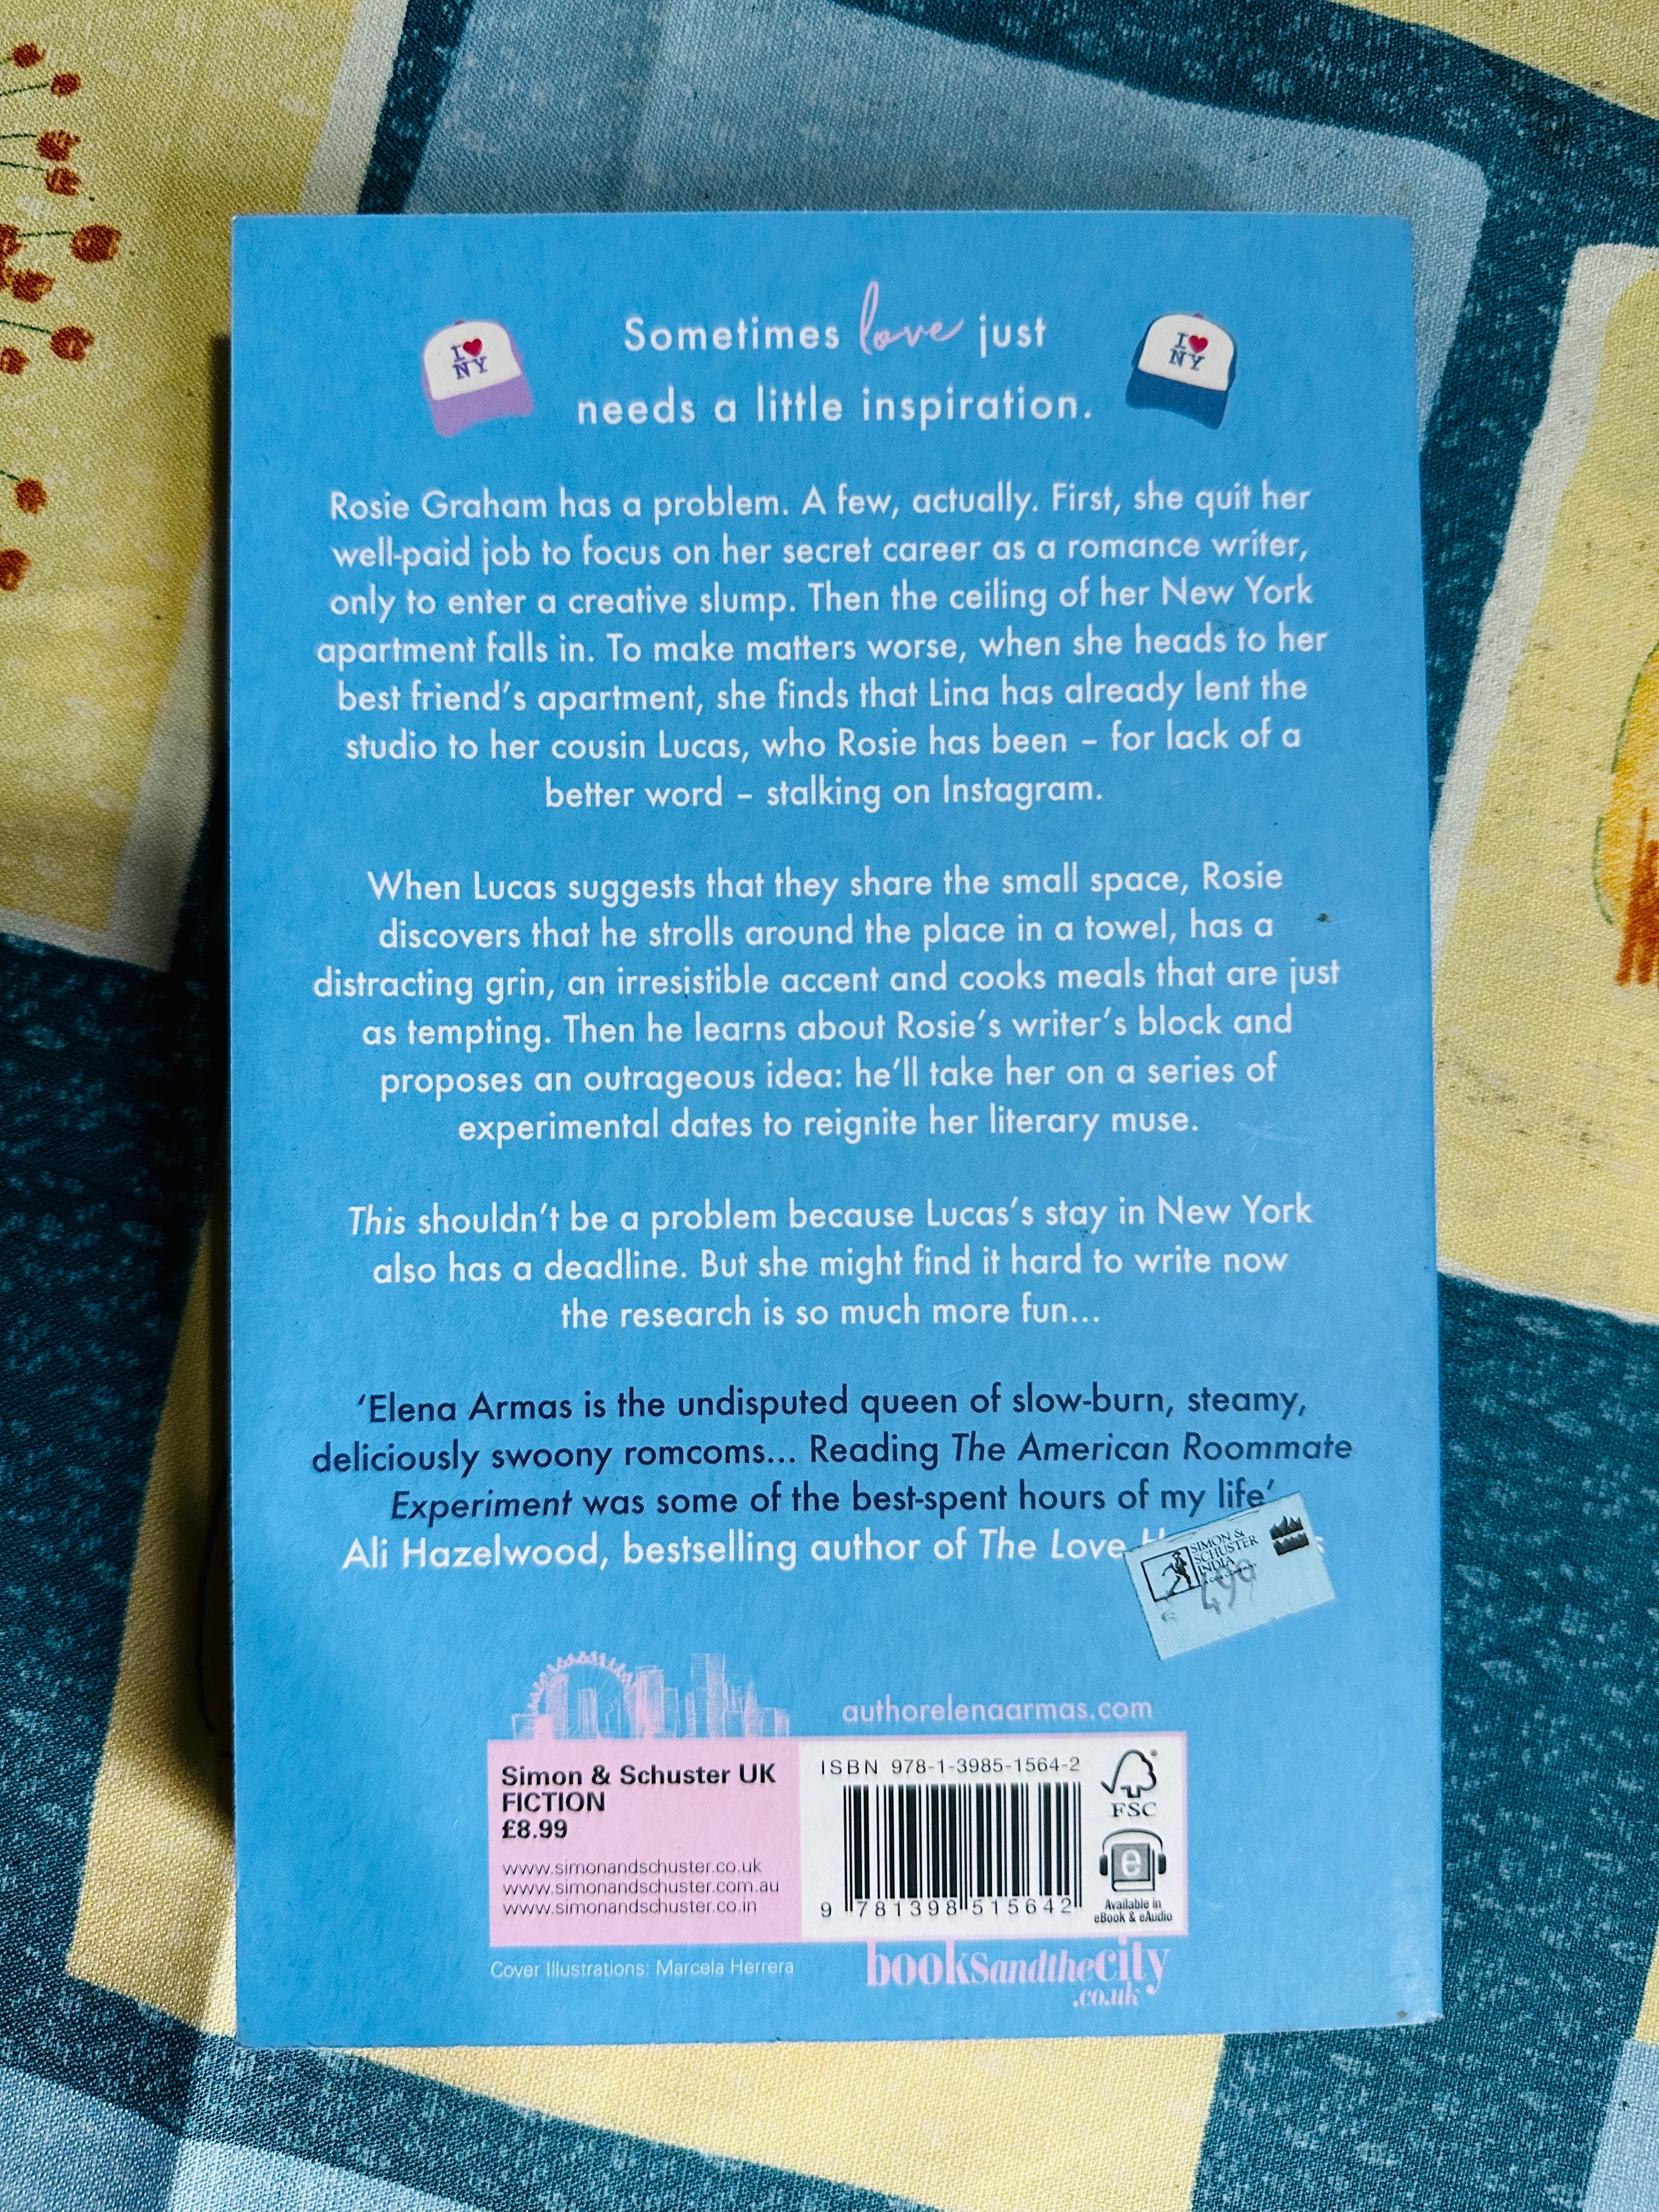 Sometimes love just
needs a little inspiration.
I♥
NY
I♥
NY
Rosie Graham has a problem. A few, actually. First, she quit her
well-paid job to focus on her secret career as a romance writer,
only to enter a creative slump. Then the ceiling of her New York
apartment falls in. To make matters worse, when she heads to her
best friend's apartment, she finds that Lina has already lent the
studio to her cousin Lucas, who Rosie has been – for lack of a
better word – stalking on Instagram.
When Lucas suggests that they share the small space, Rosie
discovers that he strolls around the place in a towel, has a
distracting grin, an irresistible accent and cooks meals that are just
as tempting. Then he learns about Rosie's writer's block and
proposes an outrageous idea: he'll take her on a series of
experimental dates to reignite her literary muse.
This shouldn't be a problem because Lucas's stay in New York
also has a deadline. But she might find it hard to write now
the research is so much more fun...
'Elena Armas is the undisputed queen of slow-burn, steamy,
deliciously swoony romcoms... Reading The American Roommate
Experiment was some of the best-spent hours of my life'
Ali Hazelwood, bestselling author of The Love
SIMON &
SCHUSTER
INDIA
499
authorelenaarmas.com
Simon & Schuster UK
FICTION
£8.99
www.simonandschuster.co.uk
www.simonandschuster.com.au
www.simonandschuster.co.in
ISBN 978-1-3985-1564-2
9 781398 515642
FSC
e
Available in
eBook & eAudio
Cover Illustrations: Marcela Herrera
booksandthecity
.co.uk